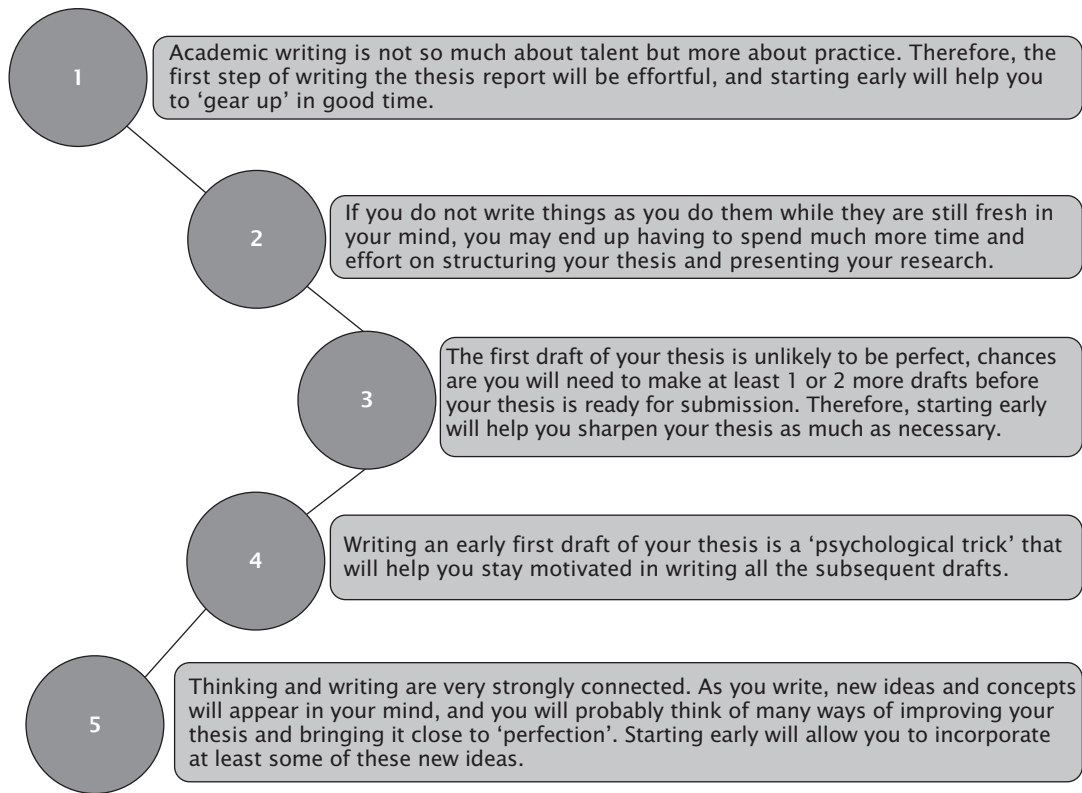 1
Academic writing is not so much about talent but more about practice. Therefore, the
first step of writing the thesis report will be effortful, and starting early will help you
to ‘gear up’ in good time.
2
If you do not write things as you do them while they are still fresh in
your mind, you may end up having to spend much more time and
effort on structuring your thesis and presenting your research.
3
The first draft of your thesis is unlikely to be perfect, chances
are you will need to make at least 1 or 2 more drafts before
your thesis is ready for submission. Therefore, starting early
will help you sharpen your thesis as much as necessary.
4
Writing an early first draft of your thesis is a ‘psychological trick’ that
will help you stay motivated in writing all the subsequent drafts.
5
Thinking and writing are very strongly connected. As you write, new ideas and concepts
will appear in your mind, and you will probably think of many ways of improving your
thesis and bringing it close to ‘perfection’. Starting early will allow you to incorporate
at least some of these new ideas.